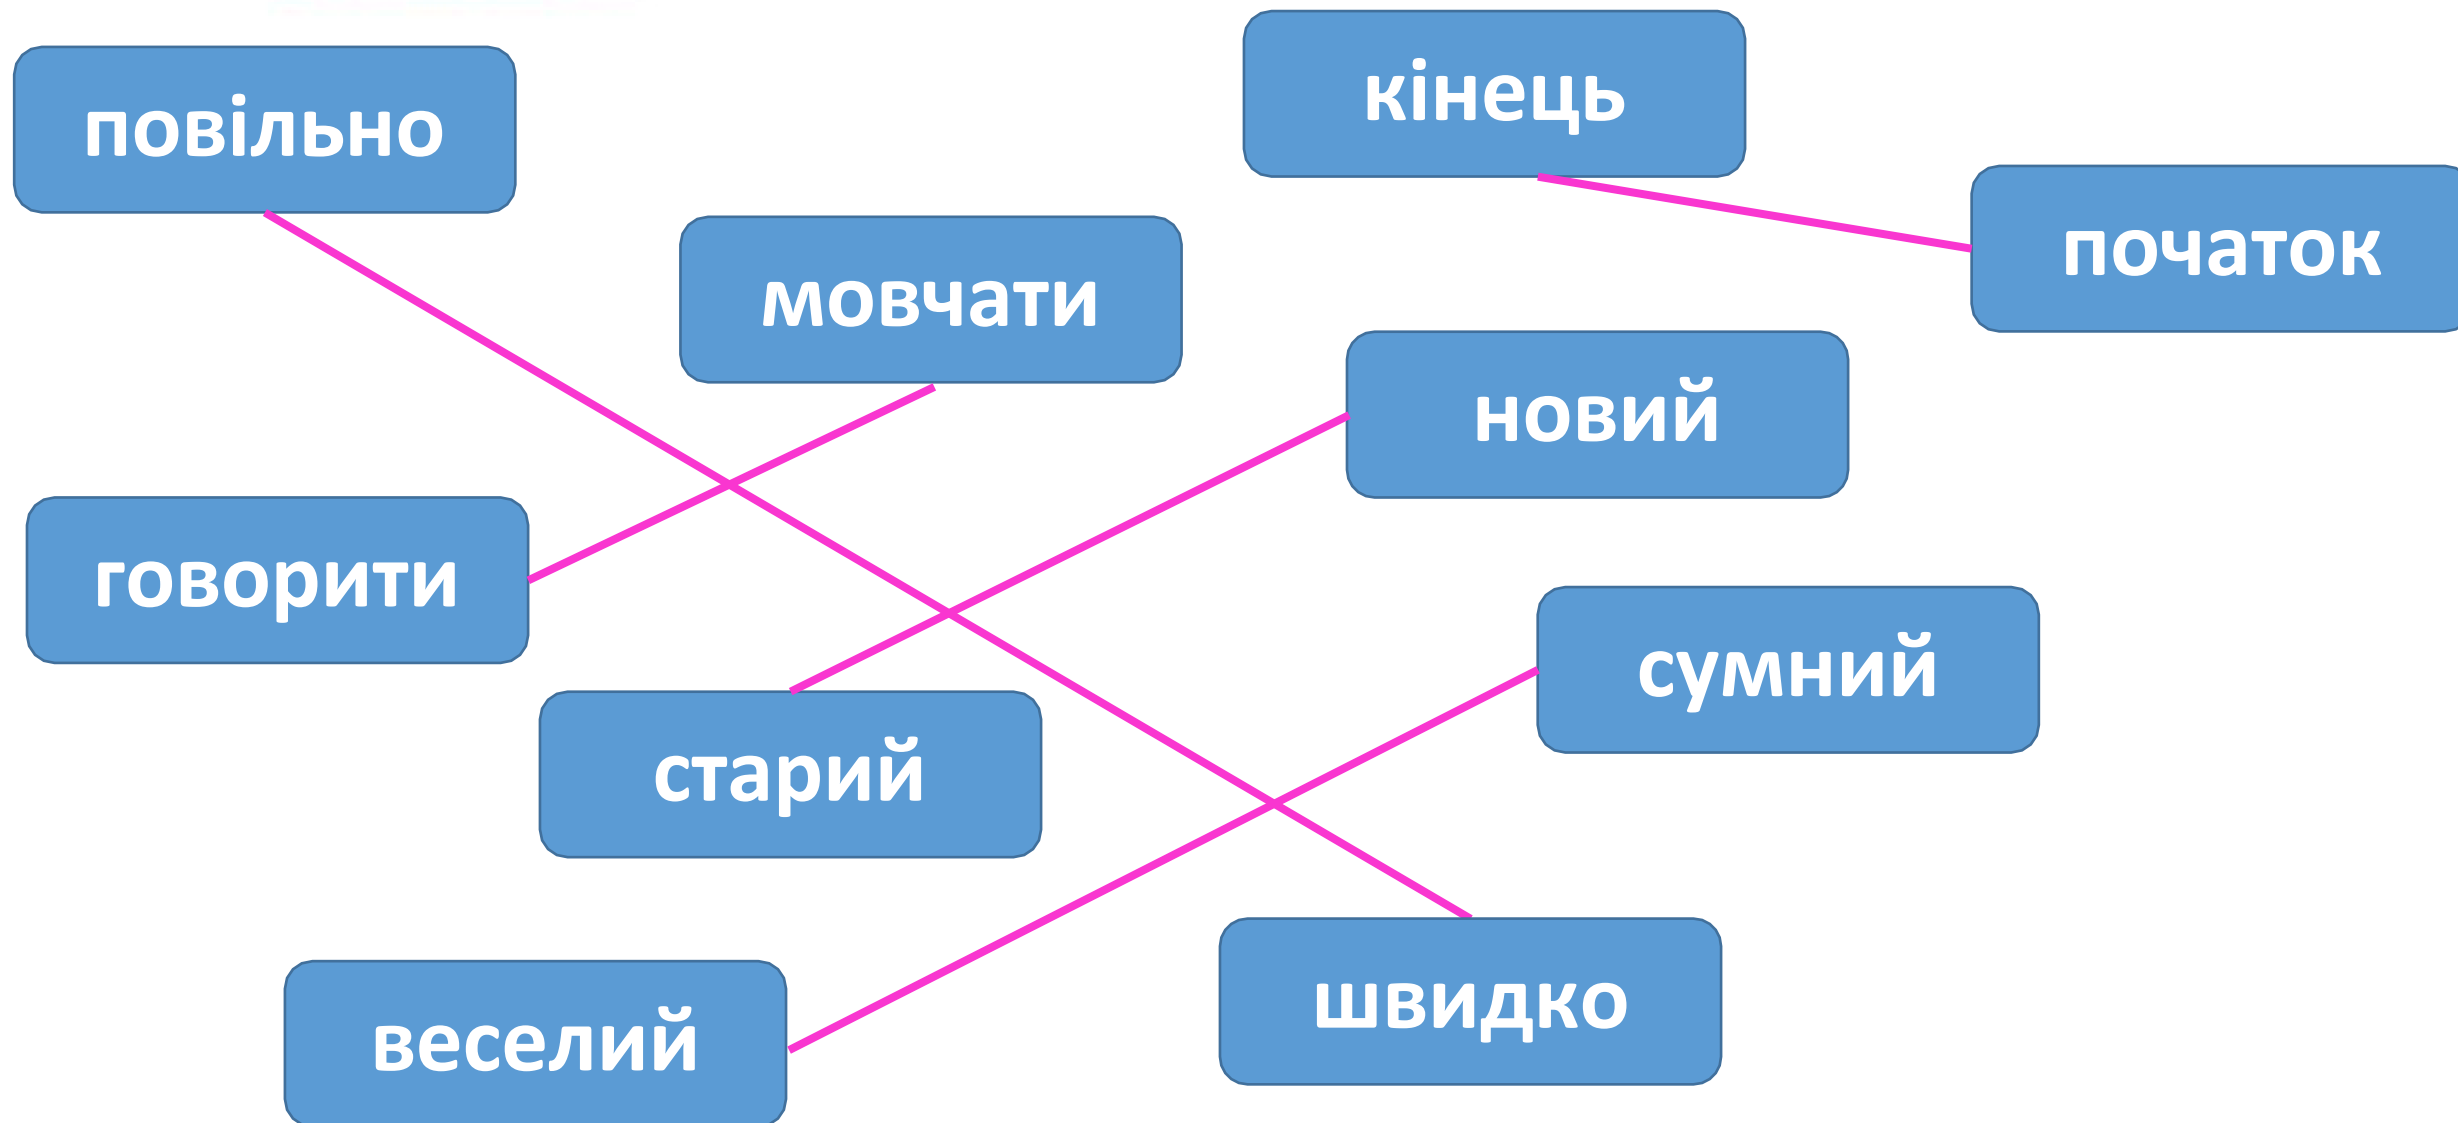 повільно
кінець
початок
мовчати
новий
говорити
сумний
старий
швидко
веселий